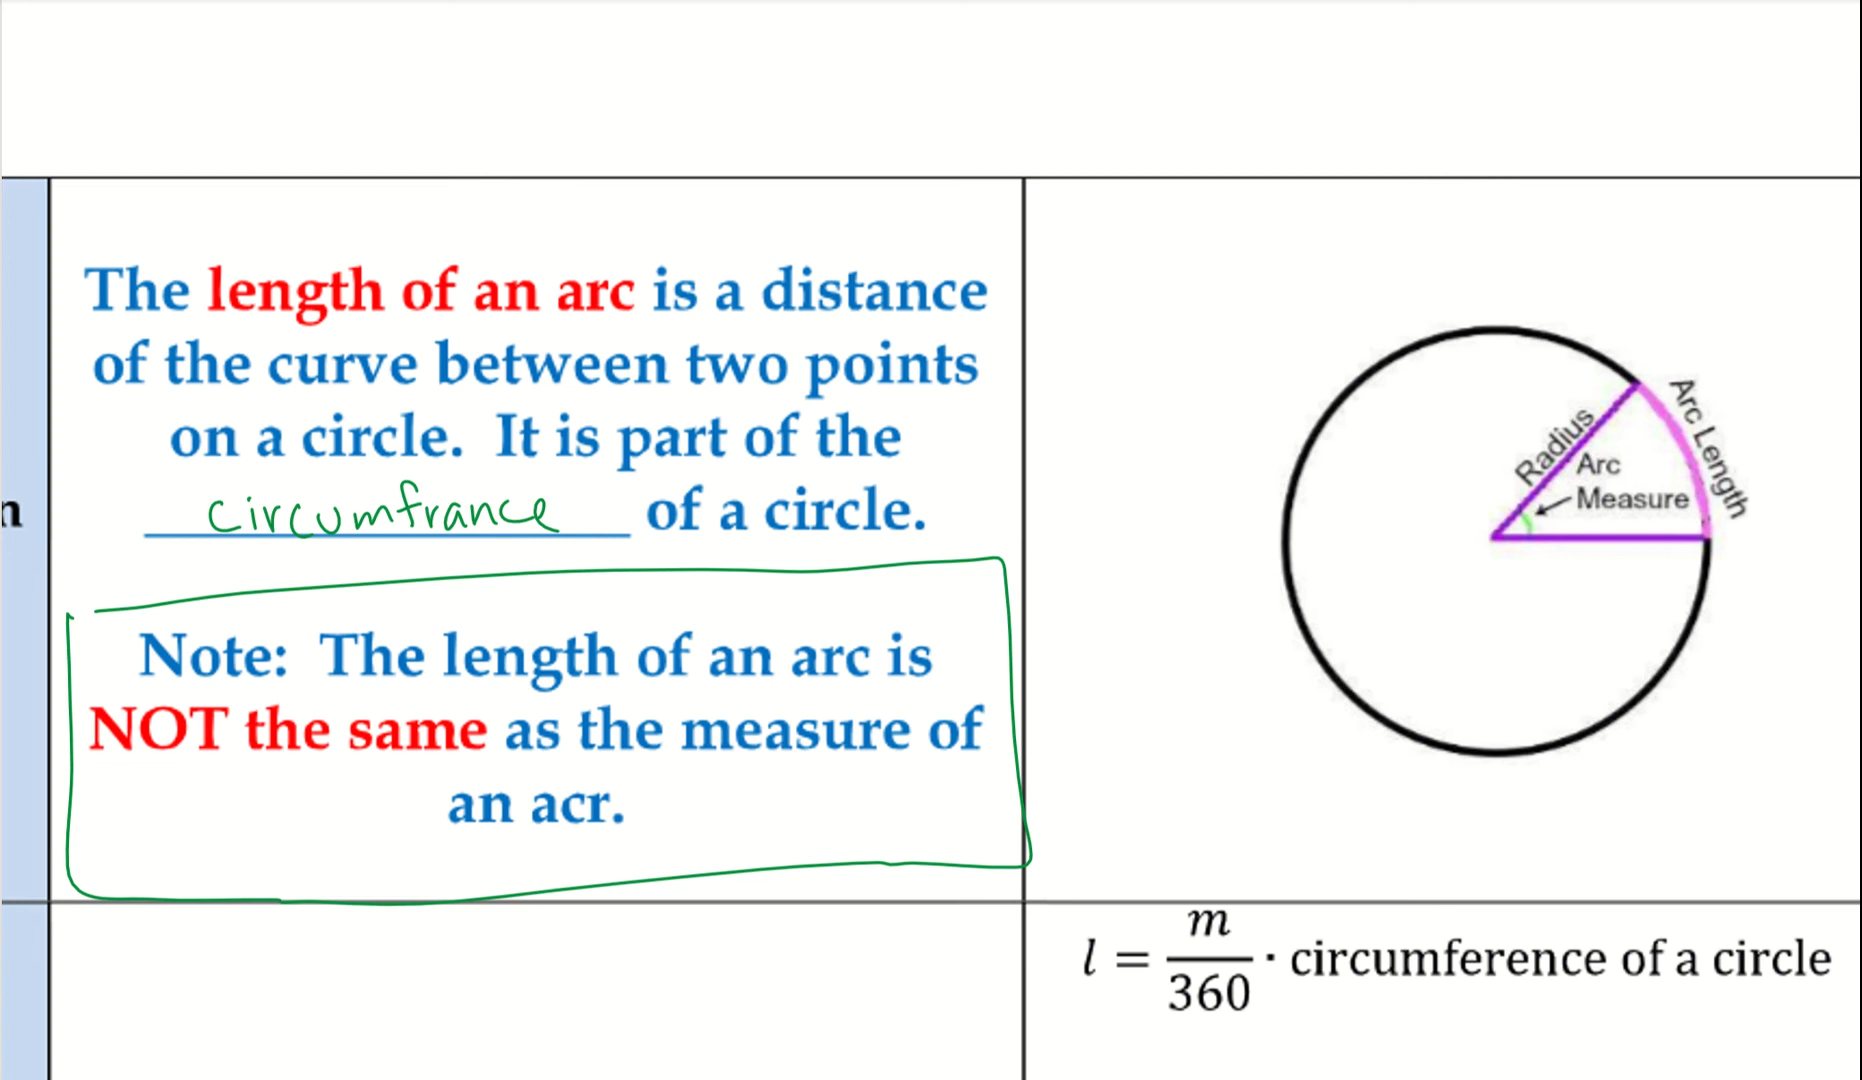 The length of an arc is a distance
of the curve between two points
on a circle. It is part of the
circumfrance of a circle.
n
Note: The length of an arc is
NOT the same as the measure of
an acr.
Radius
Arc
Measure
Arc Length
l = m/360 · circumference of a circle